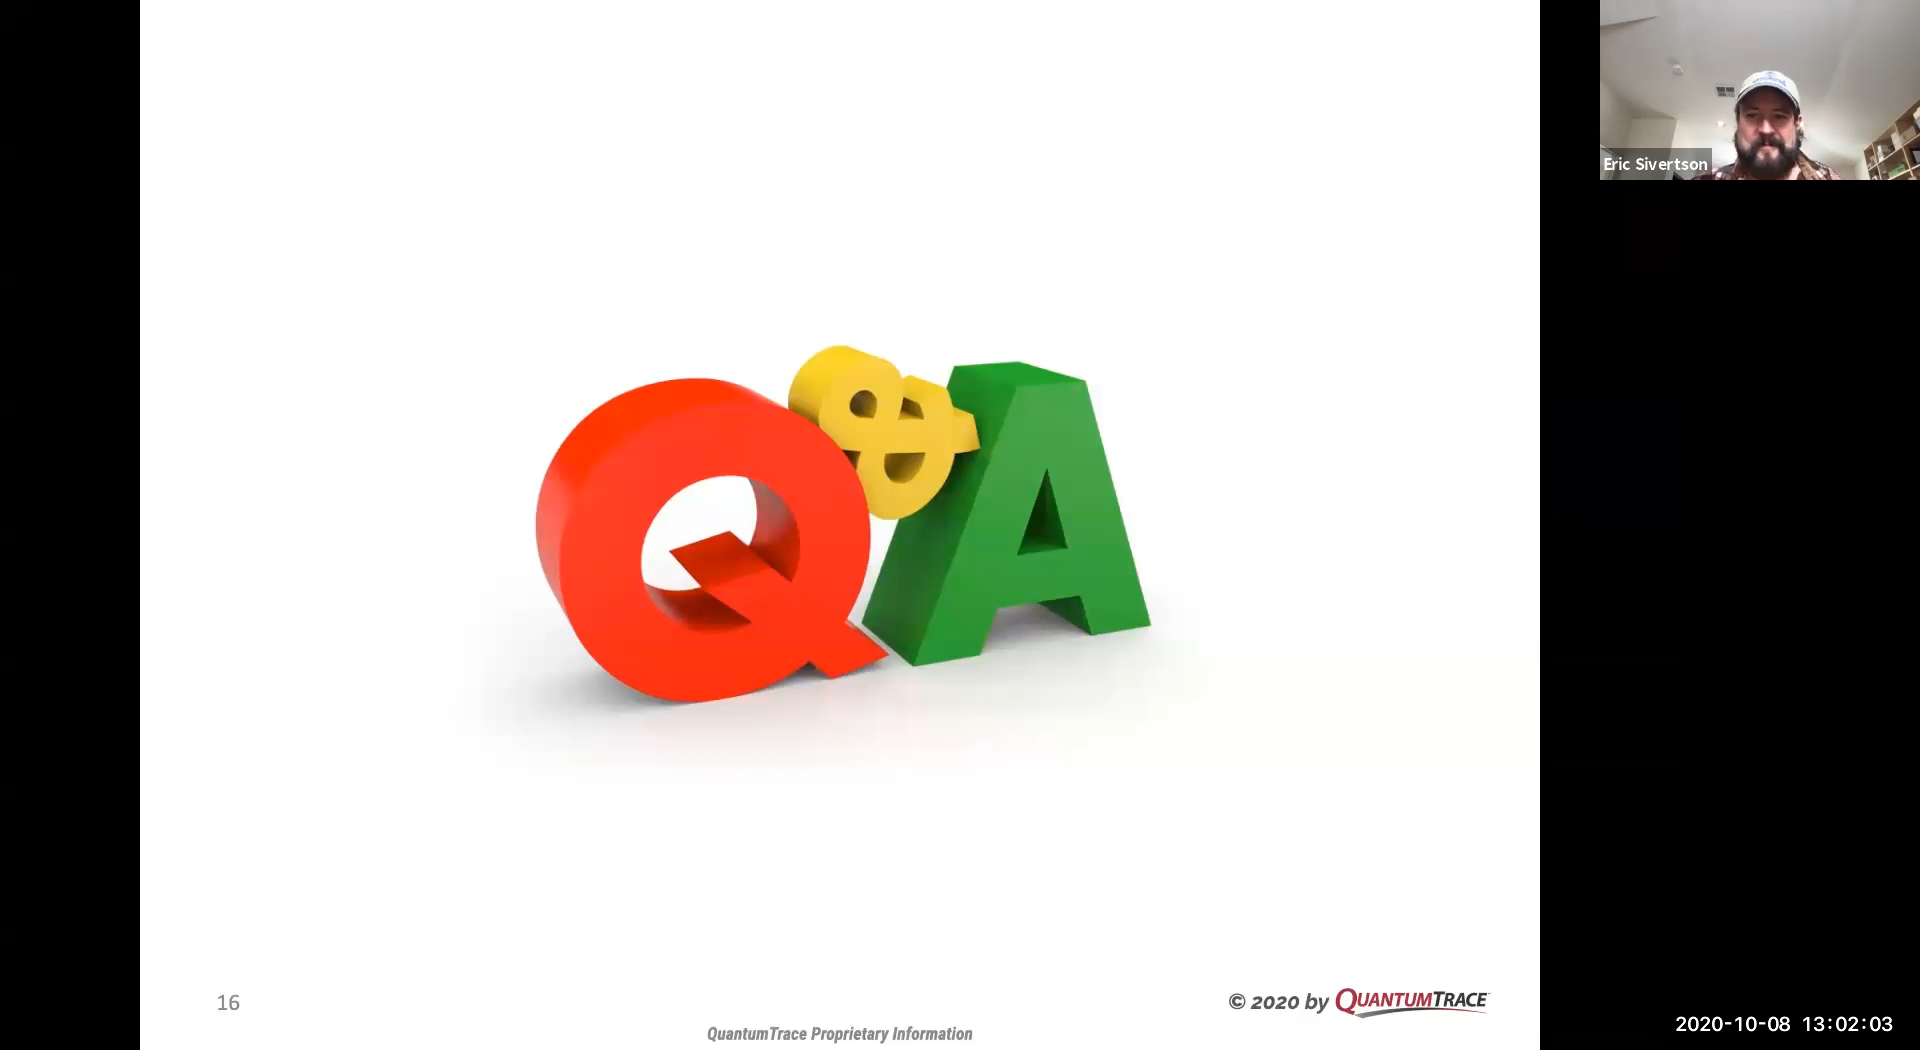 Eric Sivertson
Q&A
16
© 2020 by QUANTUMTRACE
QuantumTrace Proprietary Information
2020-10-08 13:02:03